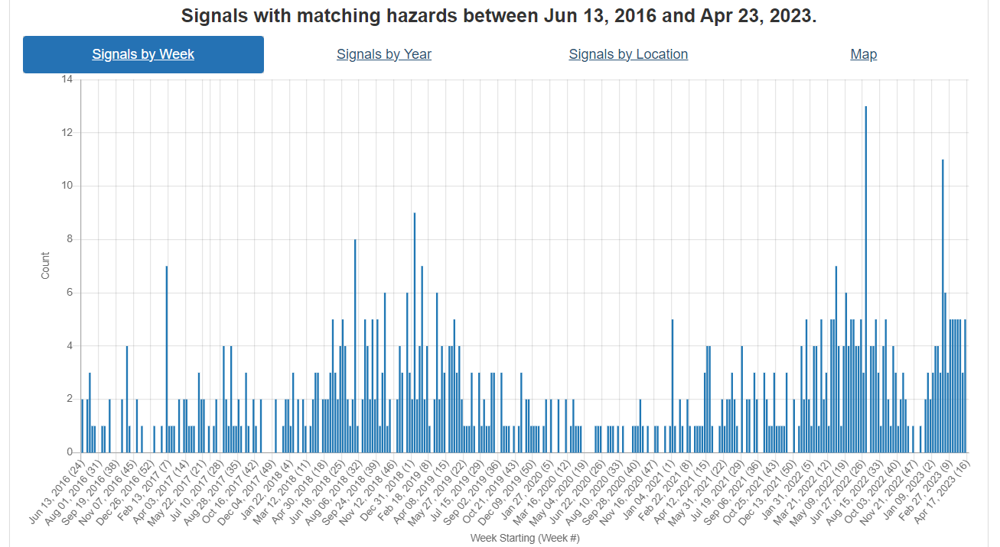 Signals with matching hazards between Jun 13, 2016 and Apr 23, 2023.
Signals by Week
Signals by Year
Signals by Location
Map
14
12
10
8
6
4
2
0
Count
Jun 13, 2016 (24)
Aug 01, 2016 (31)
Sep 19, 2016 (38)
Nov 07, 2016 (45)
Dec 26, 2016 (52)
Feb 13, 2017 (7)
Apr 03, 2017 (14)
May 22, 2017 (21)
Jul 10, 2017 (28)
Aug 28, 2017 (35)
Oct 16, 2017 (42)
Dec 04, 2017 (49)
Jan 22, 2018 (4)
Mar 12, 2018 (11)
Apr 30, 2018 (18)
Jun 18, 2018 (25)
Aug 06, 2018 (32)
Sep 24, 2018 (39)
Nov 12, 2018 (46)
Dec 31, 2018 (1)
Feb 18, 2019 (8)
Apr 08, 2019 (15)
May 27, 2019 (22)
Jul 15, 2019 (29)
Sep 02, 2019 (36)
Oct 21, 2019 (43)
Dec 09, 2019 (50)
Jan 27, 2020 (5)
Mar 16, 2020 (12)
May 04, 2020 (19)
Jun 22, 2020 (26)
Aug 10, 2020 (33)
Sep 28, 2020 (40)
Nov 16, 2020 (47)
Jan 04, 2021 (1)
Feb 22, 2021 (8)
Apr 12, 2021 (15)
May 31, 2021 (22)
Jul 19, 2021 (29)
Sep 06, 2021 (36)
Oct 25, 2021 (43)
Dec 13, 2021 (50)
Jan 31, 2022 (5)
Mar 21, 2022 (12)
May 09, 2022 (19)
Jun 27, 2022 (26)
Aug 15, 2022 (33)
Oct 03, 2022 (40)
Nov 21, 2022 (47)
Jan 09, 2023 (2)
Feb 27, 2023 (9)
Apr 17, 2023 (16)
Week Starting (Week #)